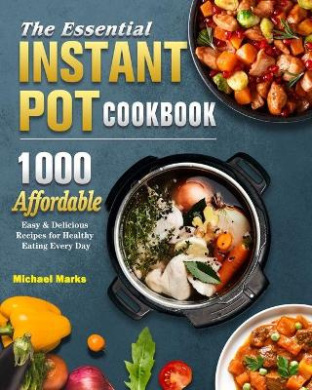 The Essential
INSTANT
POT COOKBOOK
1000
Affordable
Easy & Delicious
Recipes for Healthy
Eating Every Day
Michael Marks